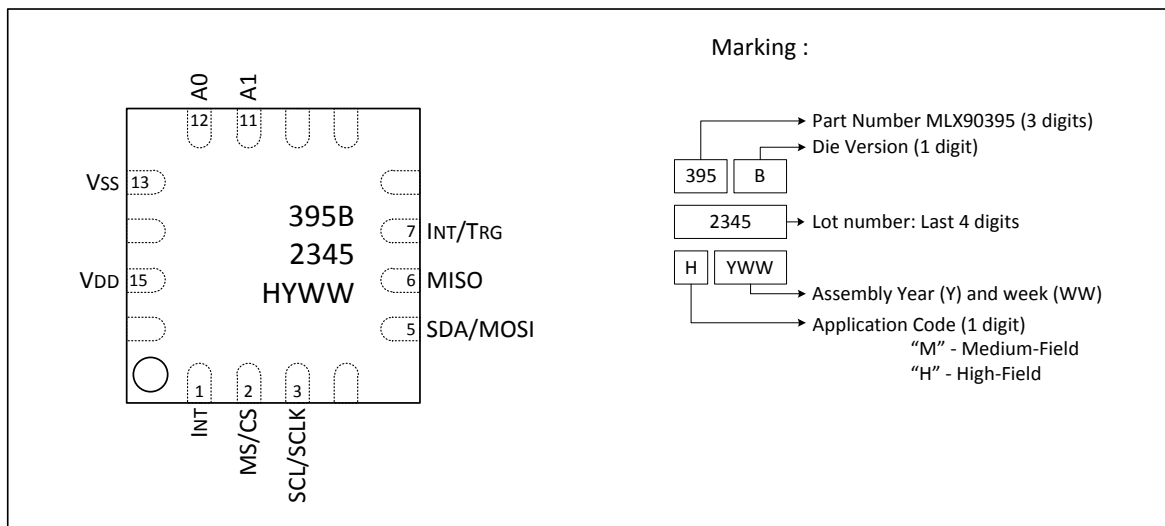 Marking :
A0
A1
12
11
VSS
13
VDD
15
395B
2345
HYWW
7
INT/TRG
6
MISO
5
SDA/MOSI
1
2
3
INT
MS/CS
SCL/SCLK
Part Number MLX90395 (3 digits)
Die Version (1 digit)
395
B
2345
Lot number: Last 4 digits
H
YWW
Assembly Year (Y) and week (WW)
Application Code (1 digit)
“M” - Medium-Field
“H” - High-Field